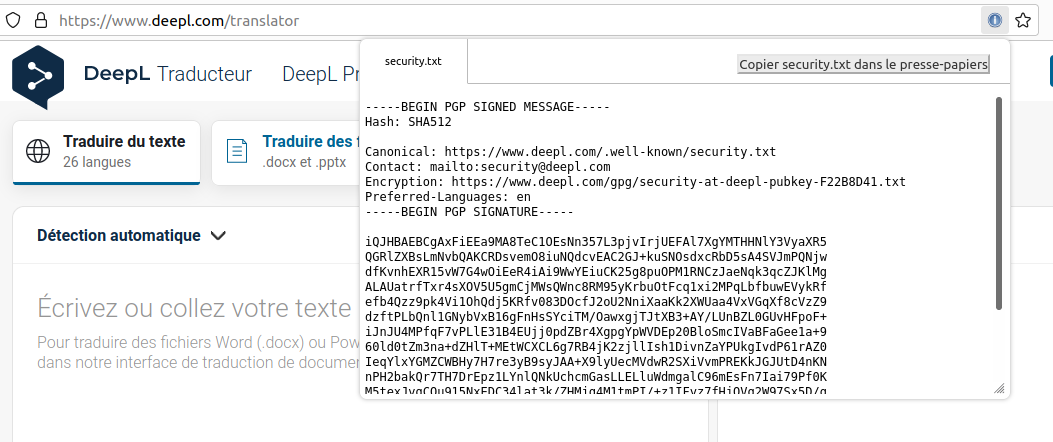 https://www.deepl.com/translator
DeepL Traducteur
DeepL Pr
security.txt
Copier security.txt dans le presse-papiers
Traduire du texte
26 langues
Traduire des f
.docx et .pptx
Détection automatique
Écrivez ou collez votre texte
Pour traduire des fichiers Word (.docx) ou Pow
dans notre interface de traduction de docume
-----BEGIN PGP SIGNED MESSAGE-----
Hash: SHA512
Canonical: https://www.deepl.com/.well-known/security.txt
Contact: mailto:security@deepl.com
Encryption: https://www.deepl.com/gpg/security-at-deepl-pubkey-F22B8D41.txt
Preferred-Languages: en
-----BEGIN PGP SIGNATURE-----
iQJHBAEBCgAxFiEEa9MA8TeC1OEsNn357L3pjvIrjUEFAl7XgYMTHHNlY3VyaXR5
QGRlZXBsLmNvbQAKCRDsvemO8iuNQdcvEAC2GJ+kuSNOsdxcRbD5sA4SVJmPQNjw
dfKvnhEXR15vW7G4wOiEeR4iAi9WwYEiuCK25g8puOPM1RNCzJaeNqk3qcZJKlMg
ALAUatrfTxr4sXOV5U5gmCjMWsQWnc8RM95yKrbuOtFcq1xi2MPqLbfbuwEVykRf
efb4Qzz9pk4Vi1OhQdj5KRfv083DOcfJ2oU2NniXaaKk2XWUaa4VxVGqXf8cVzZ9
dzftPLbQnl1GNybVxB16gFnHsSYciTM/OawxgjTJtXB3+AY/LUnBZL0GUvHFpoF+
iJnJU4MPfqF7vPLlE31B4EUjj0pdZBr4XgpgYpWVDEp20BloSmcIVaBFaGee1a+9
60ld0tZm3na+dZHlT+MEtWCXCL6g7RB4jK2zjllIsh1DivnZaYPUkgIvdP61rAZ0
IeqYlxYGMZCWBHy7H7re3yB9syJAA+X9lyUecMVdwR2SXiVvmPREKkJGJUtD4nKN
nPH2bakQr7TH7DrEpz1LYnlQNkUchcmGasLLELluWdmgalC96mEsFn7Iai79Pf0K